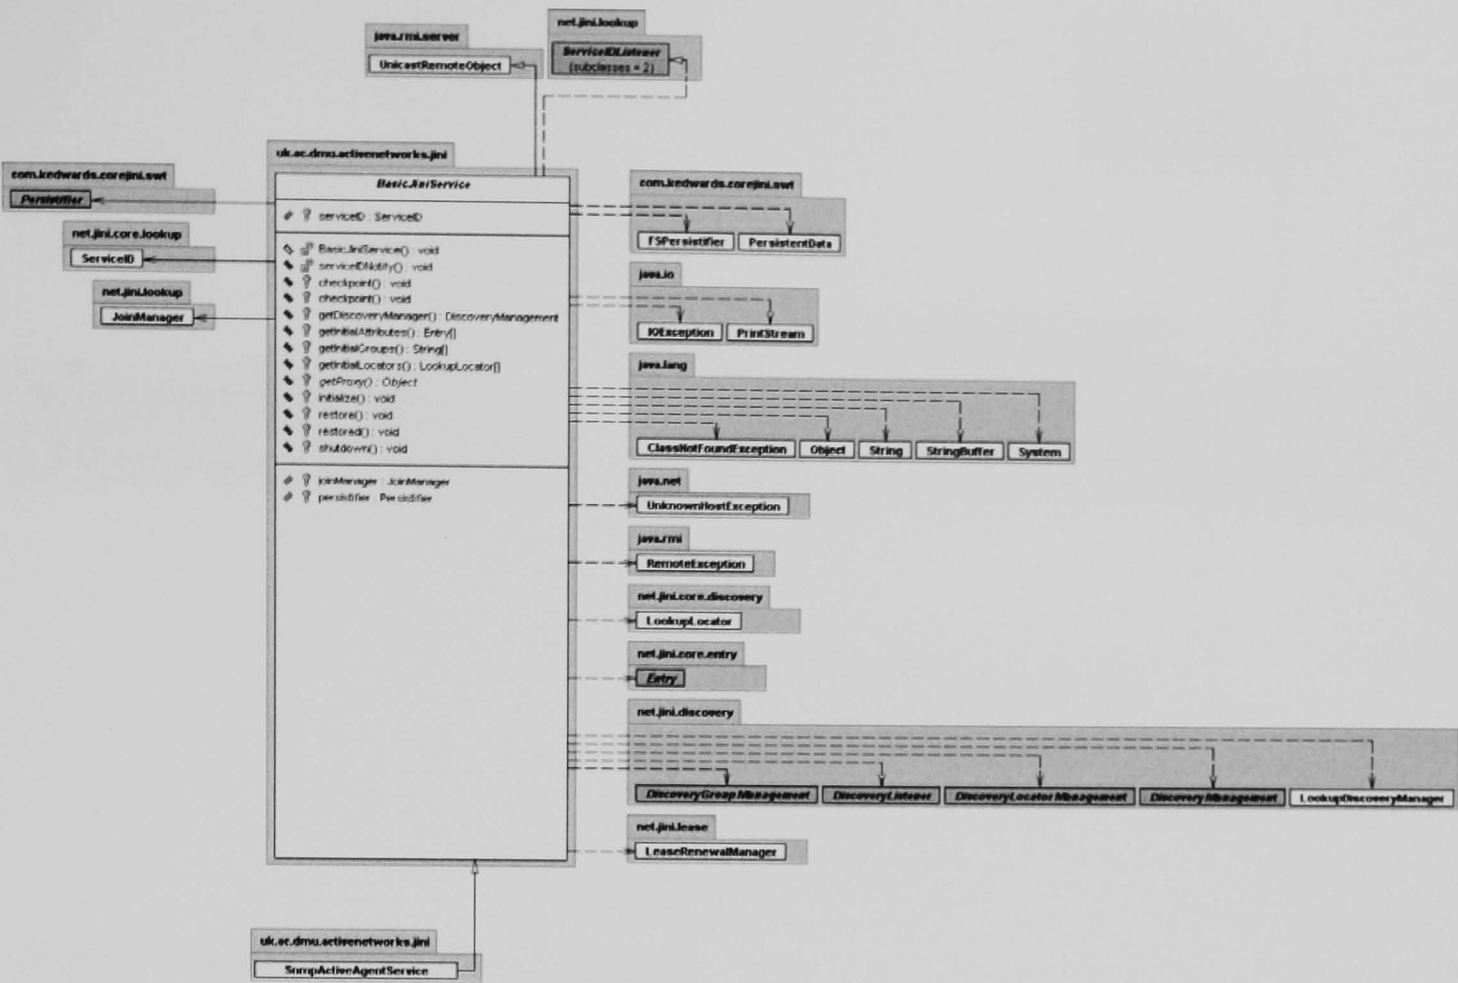 java.rmi.server
UnicastRemoteObject
net.jini.lookup
ServiceIDListener
(subclasses = 2)
uk.ac.dmu.activenetworks.jini
BasicJiniService
serviceID : ServiceID
BasicJiniService() : void
serviceIDNotify() : void
checkpoint() : void
checkpoint() : void
getDiscoveryManager() : DiscoveryManagement
getInitialAttributes() : Entry[]
getInitialGroups() : String[]
getInitialLocators() : LookupLocator[]
getProxy() : Object
initialize() : void
restore() : void
restored() : void
shutdown() : void
joinManager : JoinManager
persistifier : Persistifier
com.kedwards.corejini.swt
Persistifier
net.jini.core.lookup
ServiceID
net.jini.lookup
JoinManager
com.kedwards.corejini.swt
FSPersistifier
PersistentData
java.io
IOException
PrintStream
java.lang
ClassNotFoundException
Object
String
StringBuffer
System
java.net
UnknownHostException
java.rmi
RemoteException
net.jini.core.discovery
LookupLocator
net.jini.core.entry
Entry
net.jini.discovery
DiscoveryGroupManagement
DiscoveryListener
DiscoveryLocatorManagement
DiscoveryManagement
LookupDiscoveryManager
net.jini.lease
LeaseRenewalManager
uk.ac.dmu.activenetworks.jini
SnmpActiveAgentService